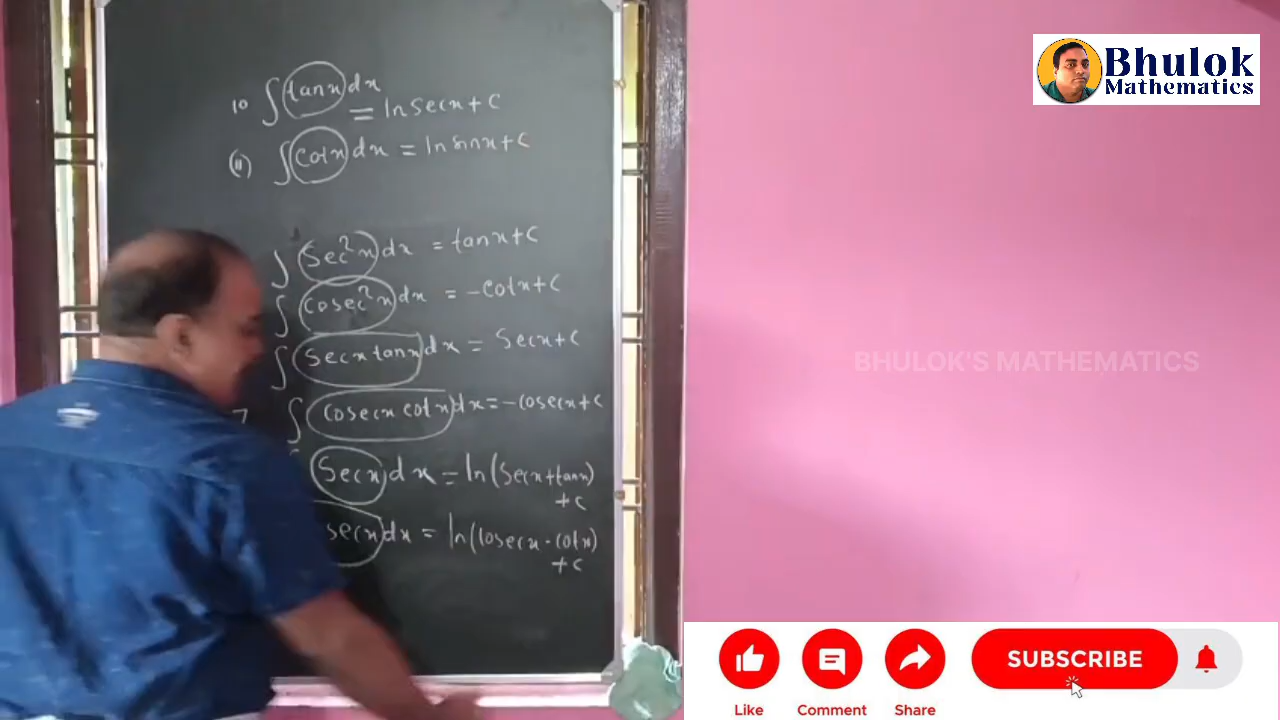 10 ∫ tanx dx
= ln secx + c
(11) ∫ cotx dx = ln sinx + c
∫ sec²x dx = tanx + c
∫ cosec²x dx = -cotx + c
∫ secx tanx dx = secx + c
7
∫ cosecx cotx dx = -cosecx + c
secx dx = ln(secx + tanx)
+ c
secx dx = ln(cosecx - cotx)
+ c
Bhulok
Mathematics
BHULOK'S MATHEMATICS
SUBSCRIBE
Like Comment Share